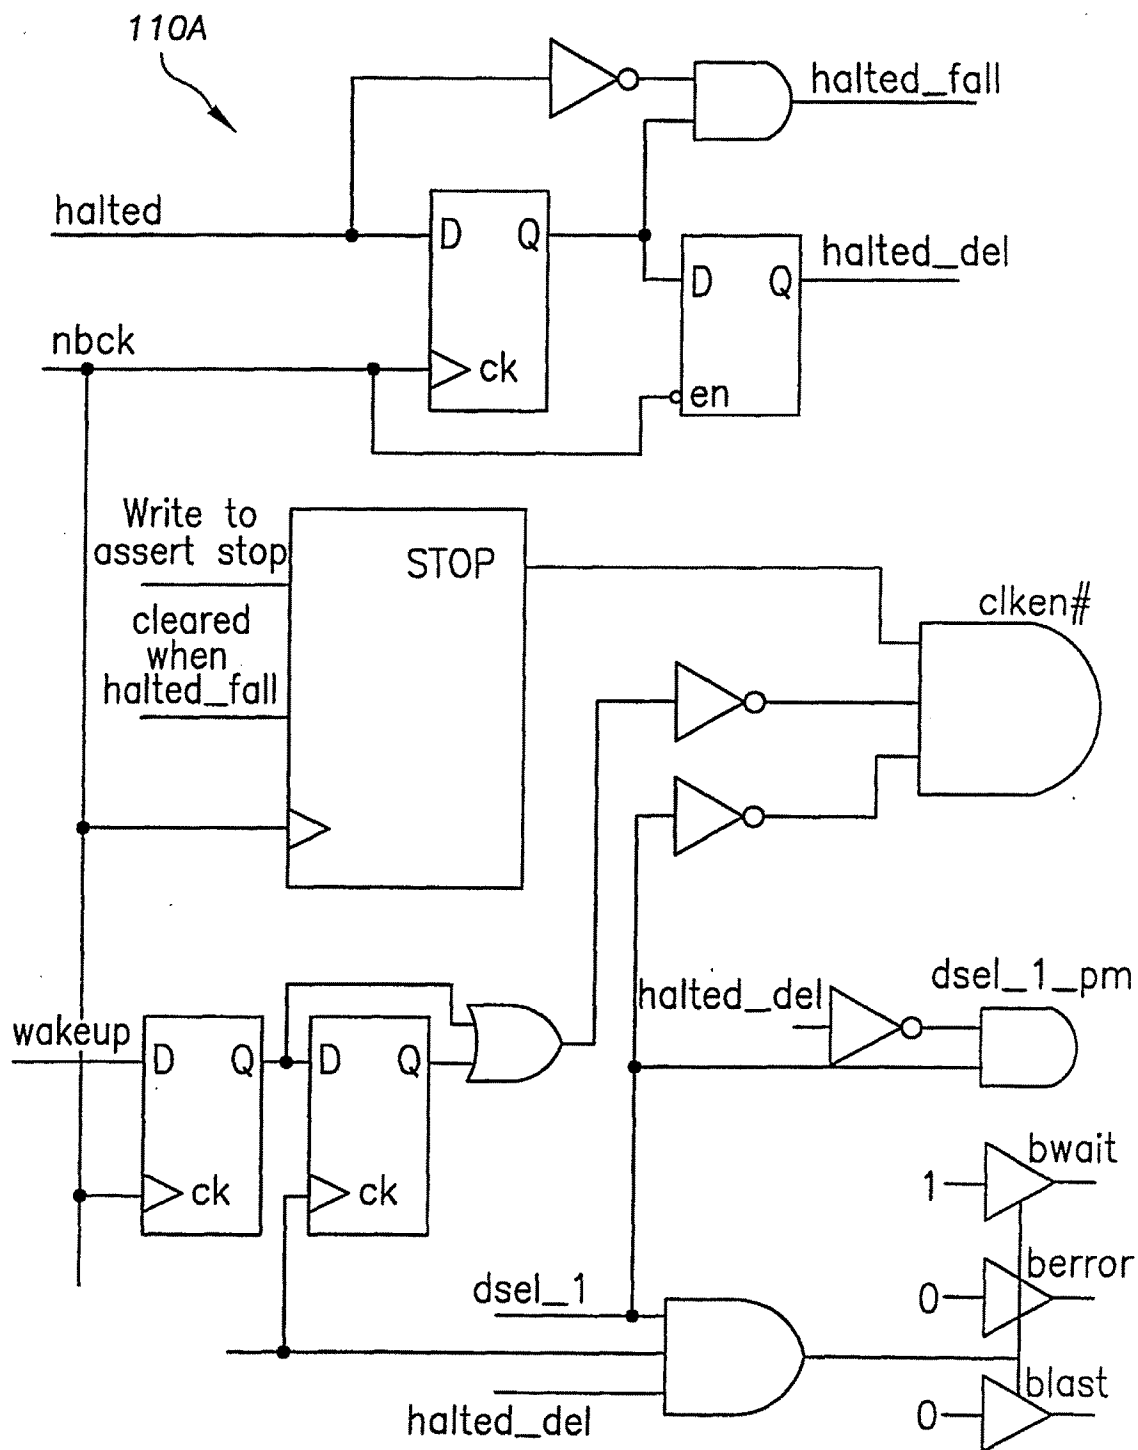 110A
halted_fall
halted
D
Q
halted_del
D
Q
nbck
ck
en
Write to
assert stop
STOP
cleared
when
halted_fall
clken#
halted_del
dsel_1_pm
wakeup
D
Q
D
Q
ck
ck
bwait
1
berror
dsel_1
0
blast
halted_del
0